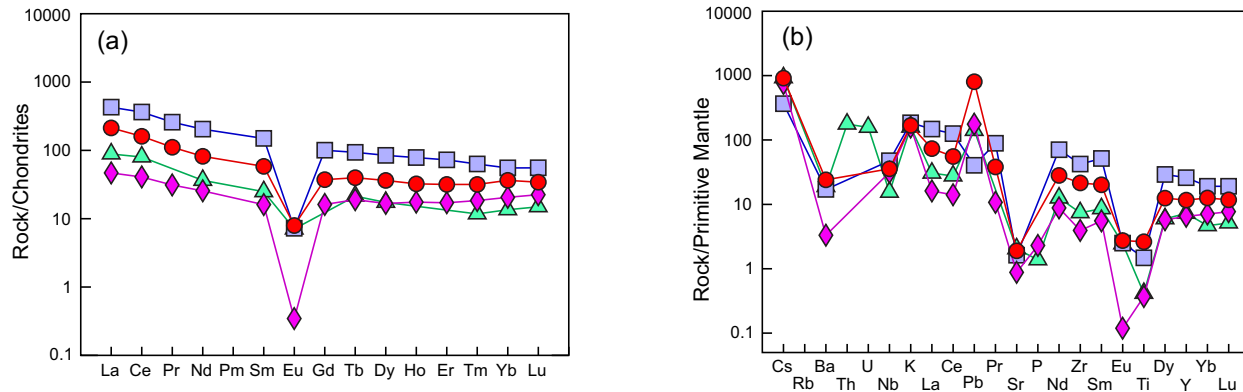 (a)
Rock/Chondrites
10000
1000
100
10
1
0.1
La Ce Pr Nd Pm Sm Eu Gd Tb Dy Ho Er Tm Yb Lu
(b)
Rock/Primitive Mantle
10000
1000
100
10
1
0.1
Cs Ba U K Ce Pr P Zr Eu Dy Yb
Rb Th Nb La Pb Sr Nd Sm Ti Y Lu